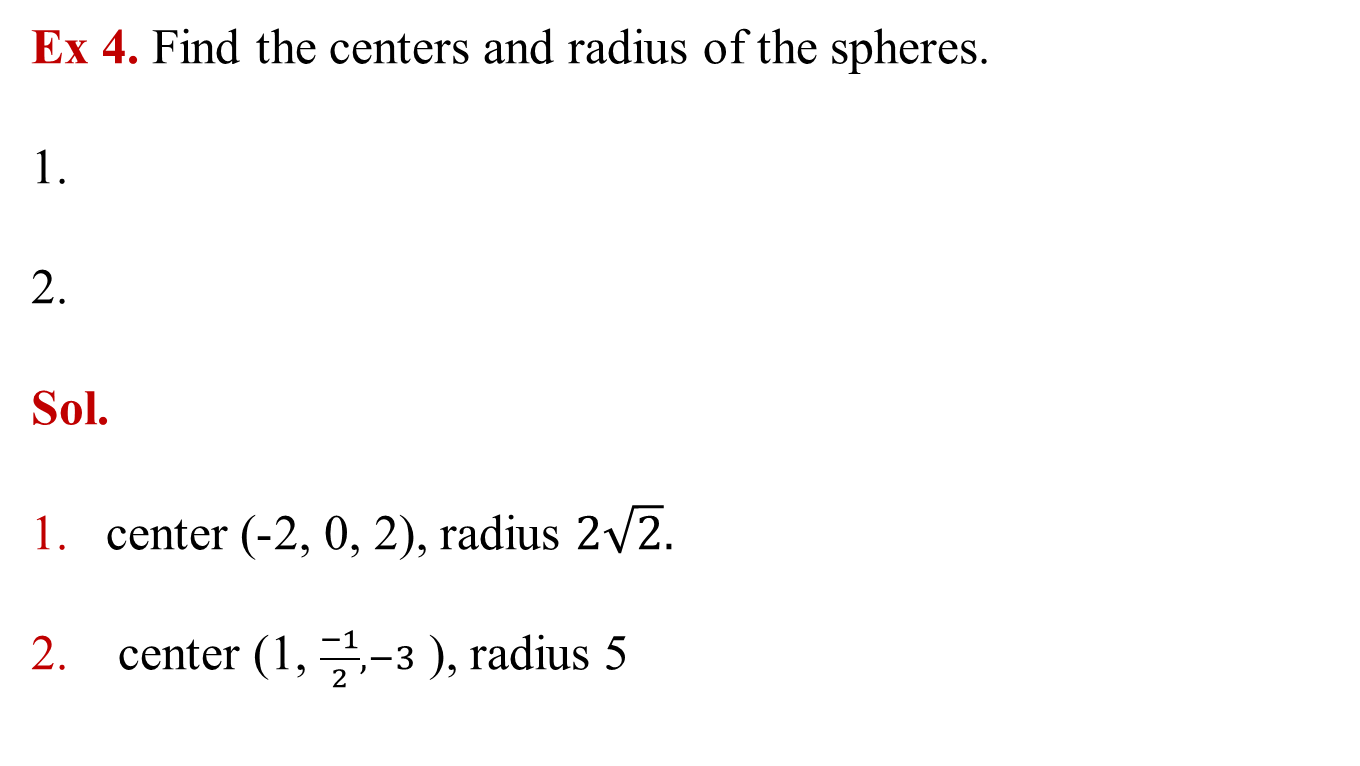 Ex 4. Find the centers and radius of the spheres.
1.
2.
Sol.
1. center (-2, 0, 2), radius 2√2.
2. center (1, −1/2,−3 ), radius 5